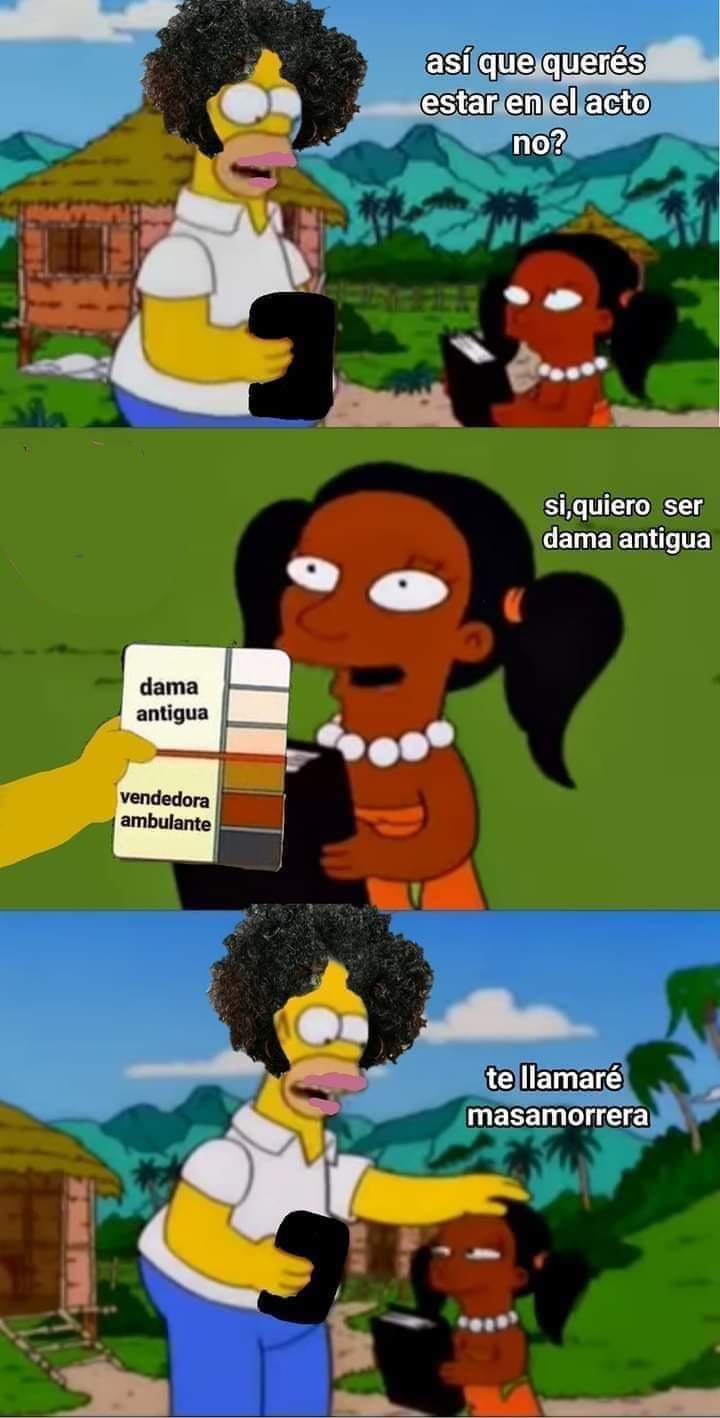 así que querés
estar en el acto
no?
si,quiero ser
dama antigua
dama
antigua
vendedora
ambulante
te llamaré
masamorrera